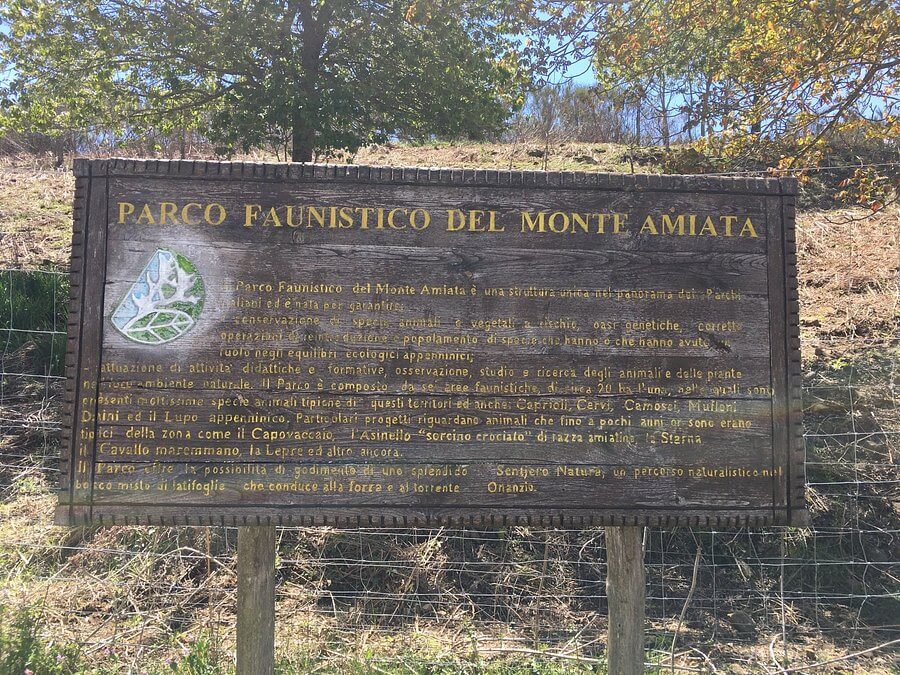 PARCO FAUNISTICO DEL MONTE AMIATA
Il Parco Faunistico del Monte Amiata è una struttura unica nel panorama dei Parchi
italiani ed è nata per garantire:
- conservazione di specie animali e vegetali a rischio, oasi genetiche, corrette
operazioni di reintroduzione e popolamento di specie che hanno o che hanno avuto
ruolo negli equilibri ecologici appenninici;
- attuazione di attivita' didattiche e formative, osservazione, studio e ricerca degli animali e delle piante
nel loro ambiente naturale. Il Parco è composto da sei aree faunistiche, di circa 20 ha l'una, nelle quali sono
presenti moltissime specie animali tipiche di questi territori ed anche: Caprioli, Cervi, Camosci, Mufloni
Daini ed il Lupo appenninico. Particolari progetti riguardano animali che fino a pochi anni or sono erano
tipici della zona come il Capovaccaio, l'Asinello "sorcino crociato" di razza amiatina, la Starna
Cavallo maremmano, la Lepre ed altro ancora.
Il Parco offre la possibilità di godimento di uno splendido Sentiero Natura, un percorso naturalistico nel
bosco misto di latifoglia che conduce alla forra e al torrente Onanzio.